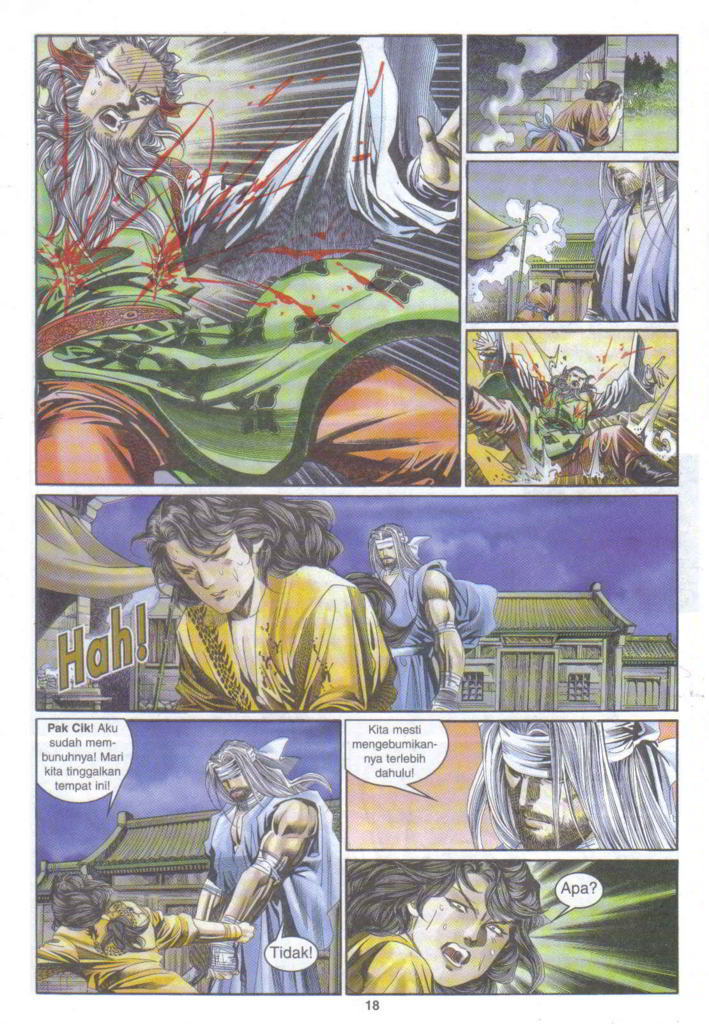 Hah!
Pak Cik! Aku
sudah mem-
bunuhnya! Mari
kita tinggalkan
tempat ini!
Tidak!
Kita mesti
mengebumikan-
nya terlebih
dahulu!
Apa?
18